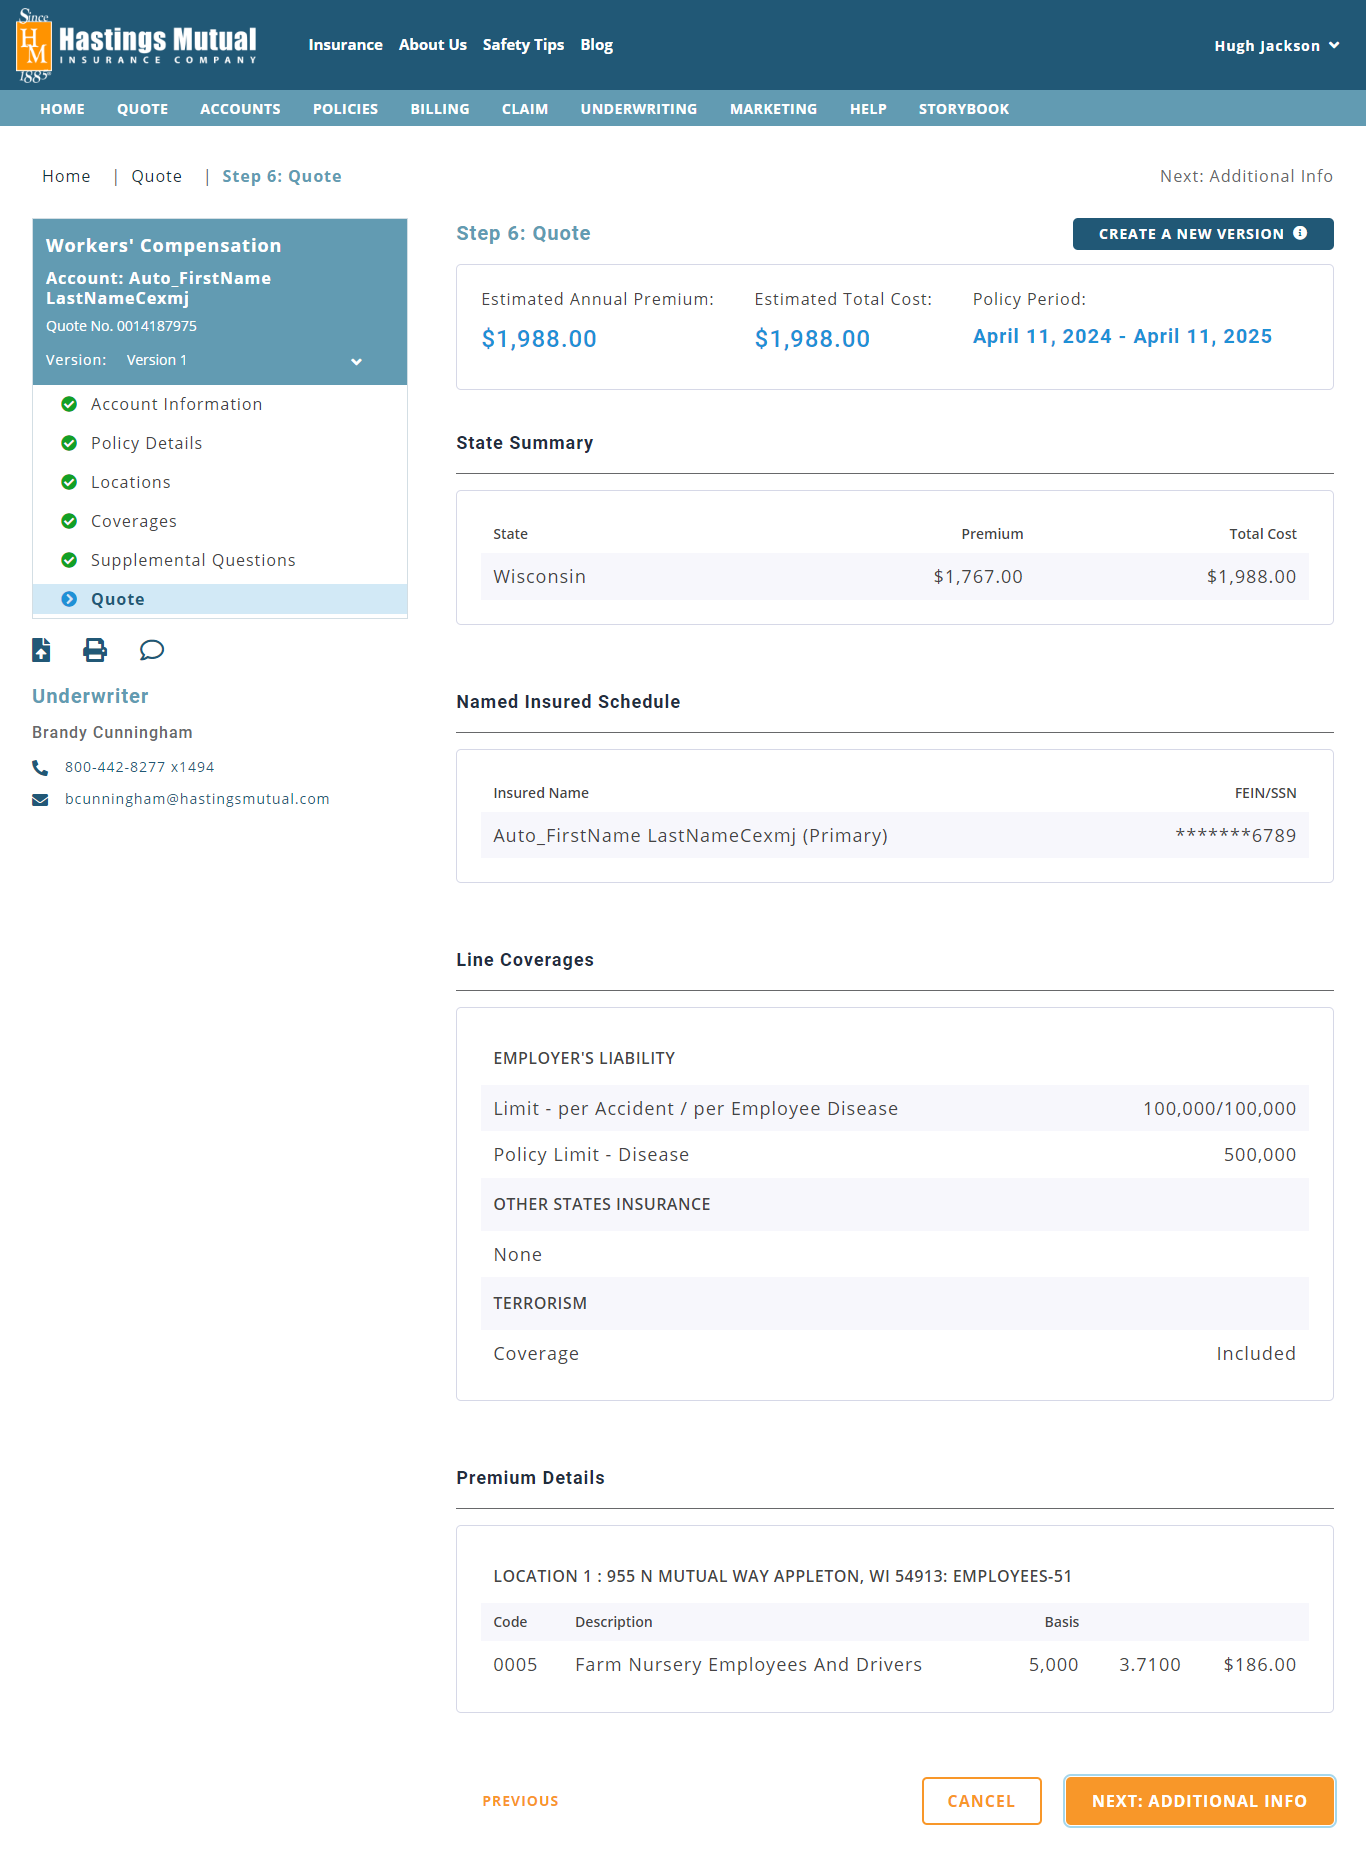 Since
HM
1885
Hastings Mutual
INSURANCE COMPANY
Insurance About Us Safety Tips Blog
Hugh Jackson
HOME QUOTE ACCOUNTS POLICIES BILLING CLAIM UNDERWRITING MARKETING HELP STORYBOOK
Home | Quote | Step 6: Quote
Next: Additional Info
Workers' Compensation
Account: Auto_FirstName
LastNameCexmj
Quote No. 0014187975
Version: Version 1
Account Information
Policy Details
Locations
Coverages
Supplemental Questions
Quote
Underwriter
Brandy Cunningham
800-442-8277 x1494
bcunningham@hastingsmutual.com
Step 6: Quote
CREATE A NEW VERSION
Estimated Annual Premium: Estimated Total Cost: Policy Period:
$1,988.00 $1,988.00 April 11, 2024 - April 11, 2025
State Summary
State Premium Total Cost
Wisconsin $1,767.00 $1,988.00
Named Insured Schedule
Insured Name FEIN/SSN
Auto_FirstName LastNameCexmj (Primary) *******6789
Line Coverages
EMPLOYER'S LIABILITY
Limit - per Accident / per Employee Disease 100,000/100,000
Policy Limit - Disease 500,000
OTHER STATES INSURANCE
None
TERRORISM
Coverage Included
Premium Details
LOCATION 1 : 955 N MUTUAL WAY APPLETON, WI 54913: EMPLOYEES-51
Code Description Basis
0005 Farm Nursery Employees And Drivers 5,000 3.7100 $186.00
PREVIOUS
CANCEL
NEXT: ADDITIONAL INFO